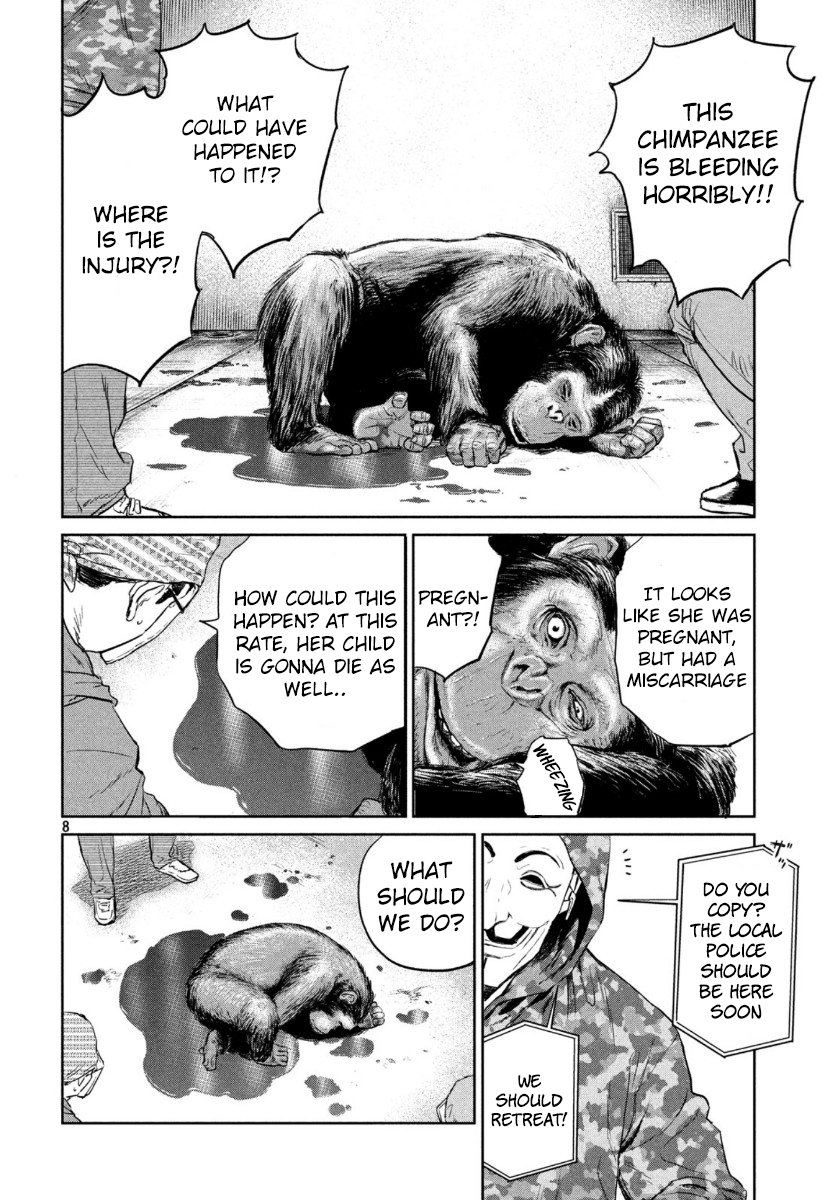 THIS
CHIMPANZEE
IS BLEEDING
HORRIBLY!!
WHAT
COULD HAVE
HAPPENED
TO IT!?
WHERE
IS THE
INJURY?!
IT LOOKS
LIKE SHE WAS
PREGNANT,
BUT HAD A
MISCARRIAGE
PREGN-
ANT?!
WHEEZING
HOW COULD THIS
HAPPEN? AT THIS
RATE, HER CHILD
IS GONNA DIE AS
WELL..
8
ザッ
DO YOU
COPY?
THE LOCAL
POLICE
SHOULD
BE HERE
SOON
WE
SHOULD
RETREAT!
WHAT
SHOULD
WE DO?